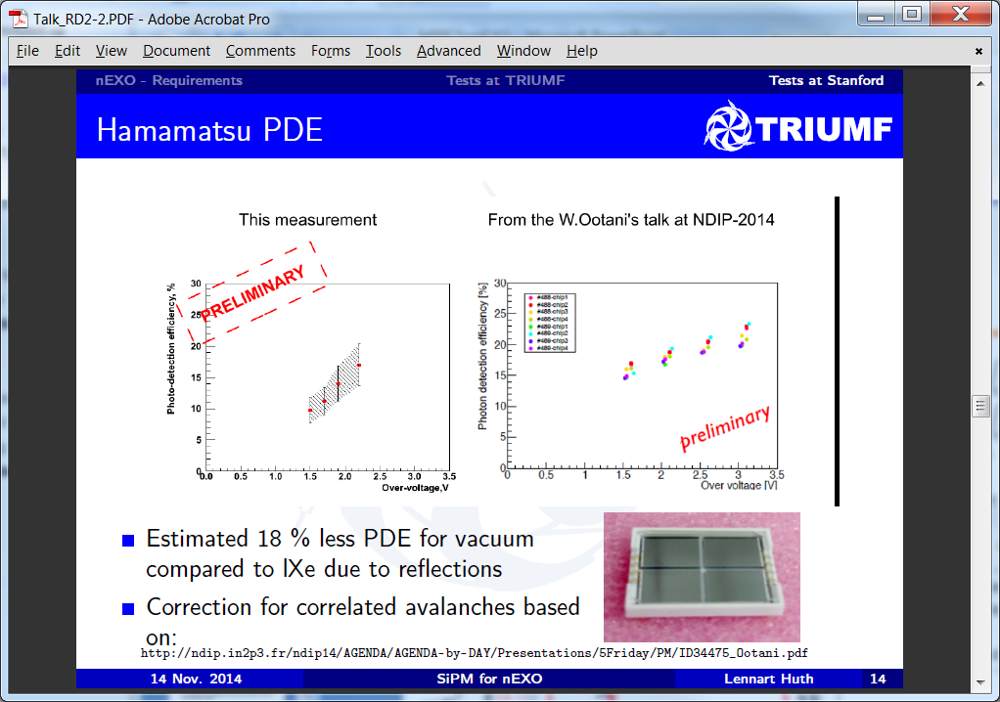 Talk_RD2-2.PDF - Adobe Acrobat Pro
File Edit View Document Comments Forms Tools Advanced Window Help
nEXO - Requirements Tests at TRIUMF Tests at Stanford
Hamamatsu PDE
TRIUMF
This measurement
From the W.Ootani's talk at NDIP-2014
PRELIMINARY
Photo-detection efficiency, %
30
25
20
15
10
5
0
0.0 0.5 1.0 1.5 2.0 2.5 3.0 3.5
Over-voltage,V
Photon detection efficiency [%]
30
25
20
15
10
5
0
#488-chip1
#488-chip2
#488-chip3
#488-chip4
#489-chip1
#489-chip2
#489-chip3
#489-chip4
preliminary
0 0.5 1 1.5 2 2.5 3 3.5
Over voltage [V]
Estimated 18 % less PDE for vacuum
compared to lXe due to reflections
Correction for correlated avalanches based
on:
http://ndip.in2p3.fr/ndip14/AGENDA/AGENDA-by-DAY/Presentations/5Friday/PM/ID34475_Ootani.pdf
14 Nov. 2014 SiPM for nEXO Lennart Huth 14